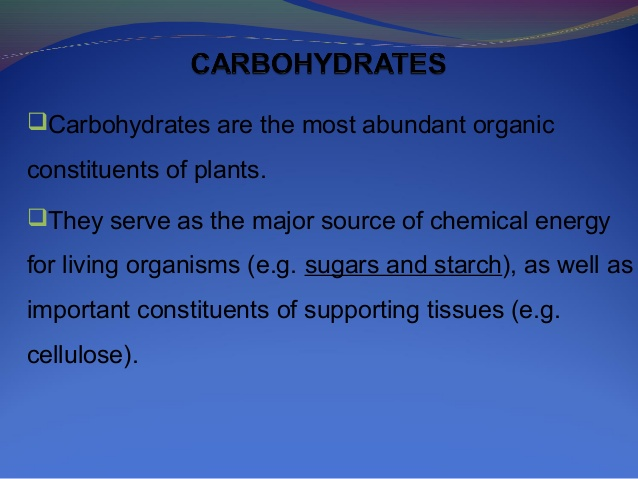 CARBOHYDRATES
❑Carbohydrates are the most abundant organic
constituents of plants.
❑They serve as the major source of chemical energy
for living organisms (e.g. sugars and starch), as well as
important constituents of supporting tissues (e.g.
cellulose).